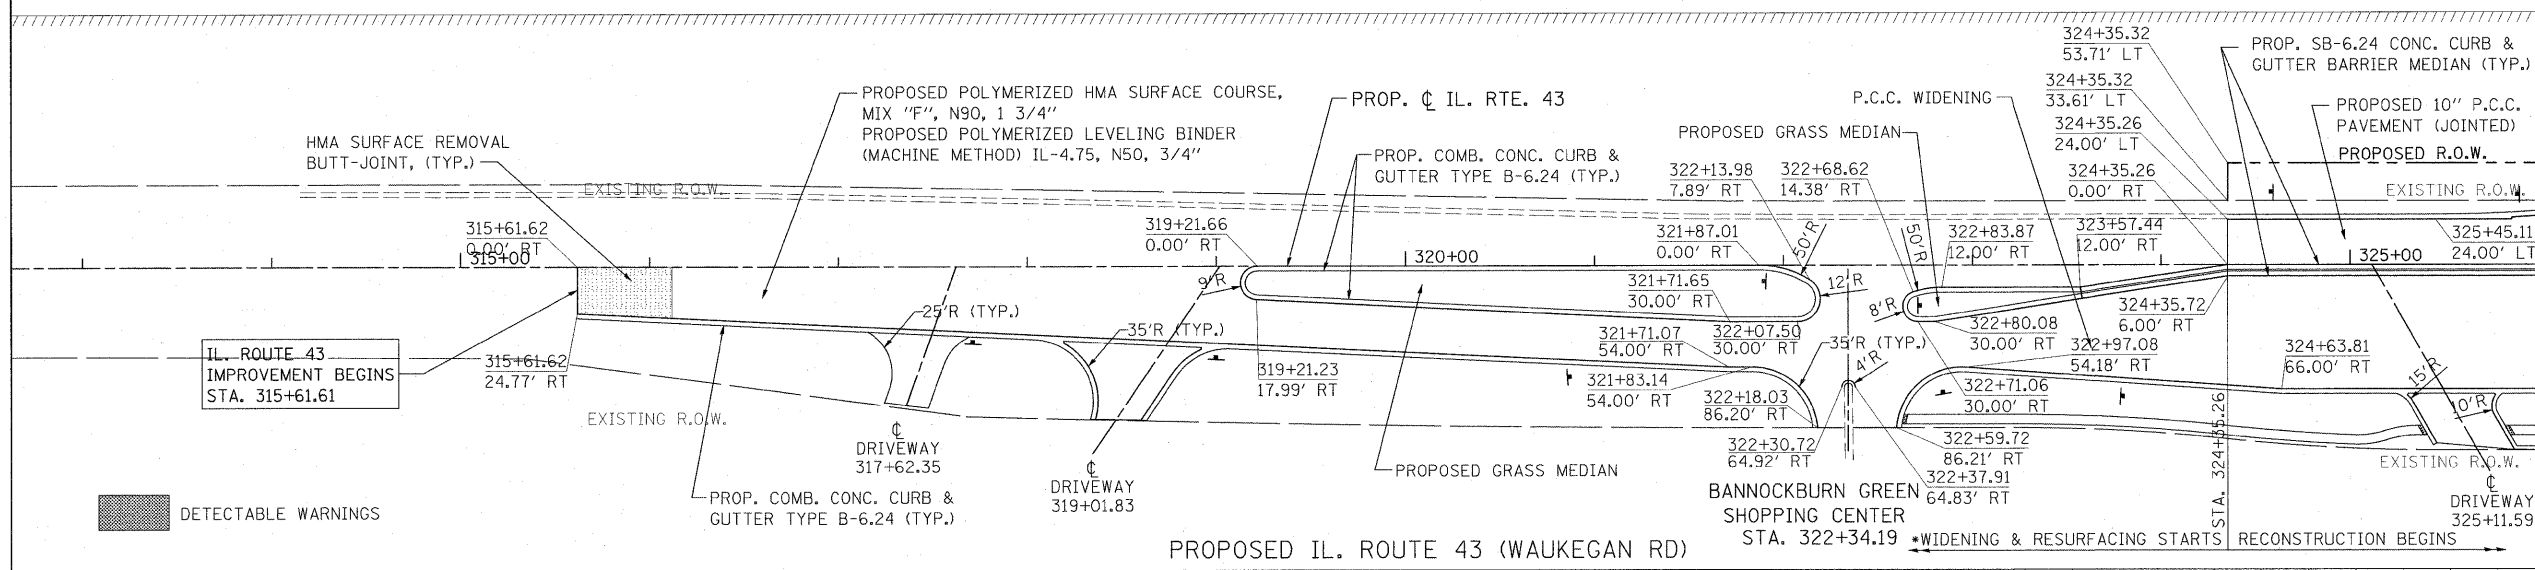 324+35.32
53.71' LT
PROP. SB-6.24 CONC. CURB &
GUTTER BARRIER MEDIAN (TYP.)
324+35.32
33.61' LT
PROPOSED POLYMERIZED HMA SURFACE COURSE,
MIX "F", N90, 1 3/4"
PROPOSED POLYMERIZED LEVELING BINDER
(MACHINE METHOD) IL-4.75, N50, 3/4"
PROP. ℄ IL. RTE. 43
P.C.C. WIDENING
PROPOSED 10" P.C.C.
PAVEMENT (JOINTED)
324+35.26
24.00' LT
HMA SURFACE REMOVAL
BUTT-JOINT, (TYP.)
PROPOSED GRASS MEDIAN
PROP. COMB. CONC. CURB &
GUTTER TYPE B-6.24 (TYP.)
PROPOSED R.O.W.
322+13.98
7.89' RT
322+68.62
14.38' RT
324+35.26
0.00' RT
EXISTING R.O.W.
EXISTING R.O.W.
315+61.62
0.00' RT
319+21.66
0.00' RT
321+87.01
0.00' RT
50'R
50'R
322+83.87
12.00' RT
323+57.44
12.00' RT
325+45.11
24.00' LT
315+00
320+00
325+00
9'R
321+71.65
30.00' RT
12'R
8'R
25'R (TYP.)
35'R (TYP.)
321+71.07
54.00' RT
322+07.50
30.00' RT
35'R (TYP.)
322+80.08
30.00' RT
324+35.72
6.00' RT
IL. ROUTE 43
IMPROVEMENT BEGINS
STA. 315+61.61
315+61.62
24.77' RT
319+21.23
17.99' RT
321+83.14
54.00' RT
4'R
322+97.08
54.18' RT
324+63.81
66.00' RT
15'R
322+18.03
86.20' RT
322+71.06
30.00' RT
10'R
EXISTING R.O.W.
℄
DRIVEWAY
317+62.35
℄
DRIVEWAY
319+01.83
PROPOSED GRASS MEDIAN
322+30.72
64.92' RT
322+59.72
86.21' RT
322+37.91
64.83' RT
STA. 324+35.26
EXISTING R.O.W.
℄
DRIVEWAY
325+11.59
DETECTABLE WARNINGS
PROP. COMB. CONC. CURB &
GUTTER TYPE B-6.24 (TYP.)
BANNOCKBURN GREEN
SHOPPING CENTER
STA. 322+34.19
PROPOSED IL. ROUTE 43 (WAUKEGAN RD)
*WIDENING & RESURFACING STARTS
RECONSTRUCTION BEGINS